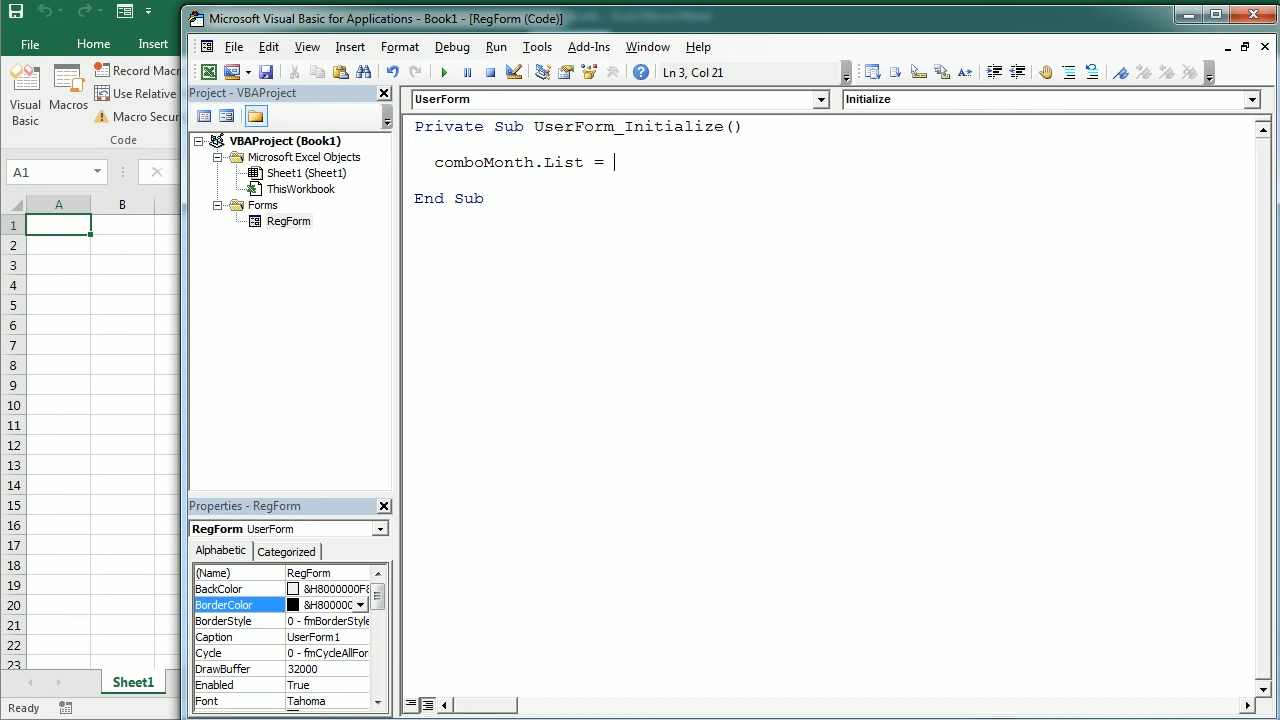 Microsoft Visual Basic for Applications - Book1 - [RegForm (Code)]
File Home Insert
File Edit View Insert Format Debug Run Tools Add-Ins Window Help
Visual Basic
Macros
Record Mac
Use Relative
Macro Secur
Code
Ln 3, Col 21
Project - VBAProject
UserForm
Initialize
VBAProject (Book1)
Microsoft Excel Objects
Sheet1 (Sheet1)
ThisWorkbook
Forms
RegForm
Private Sub UserForm_Initialize()
comboMonth.List =
End Sub
A1
A B
1
2
3
4
5
6
7
8
9
10
11
12
13
14
15
16
17
18
19
20
21
22
23
Properties - RegForm
RegForm UserForm
Alphabetic Categorized
(Name) RegForm
BackColor &H8000000F&
BorderColor &H800000
BorderStyle 0 - fmBorderStyle
Caption UserForm1
Cycle 0 - fmCycleAllFor
DrawBuffer 32000
Enabled True
Font Tahoma
Sheet1
Ready